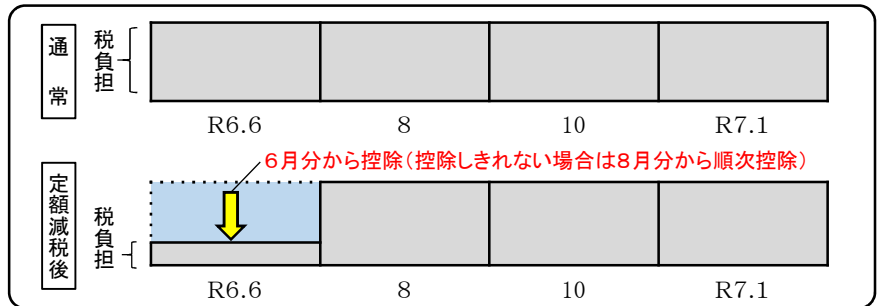 通常
税負担
R6.6 8 10 R7.1
6月分から控除(控除しきれない場合は8月分から順次控除)
定額減税後
税負担
R6.6 8 10 R7.1